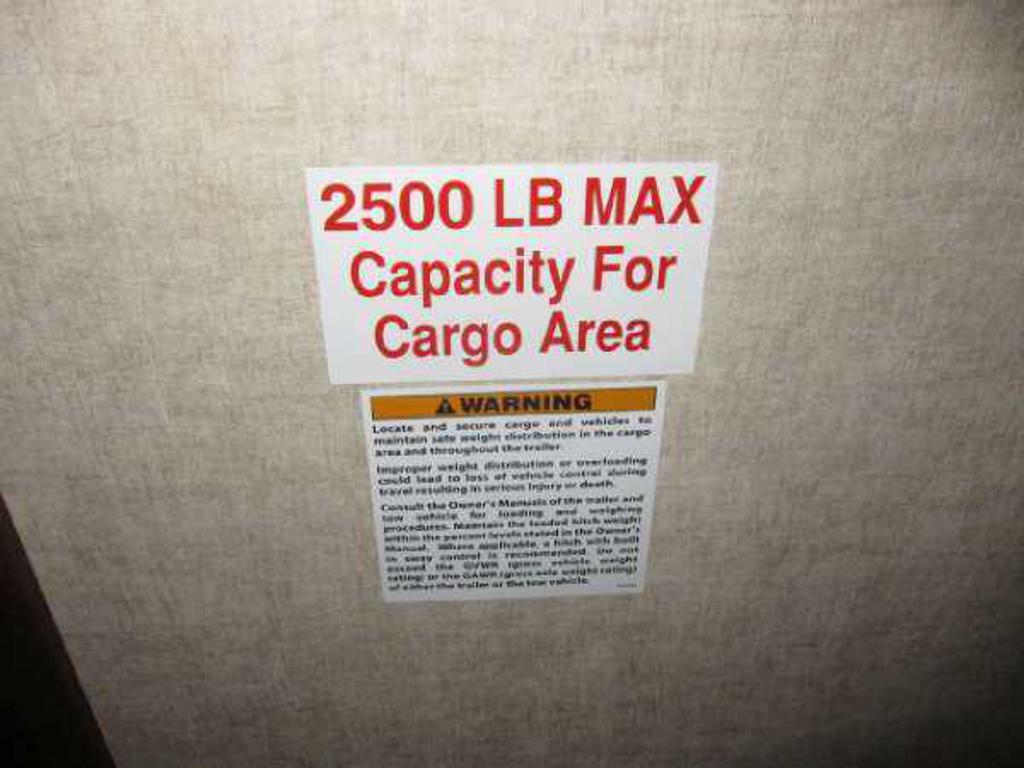 2500 LB MAX
Capacity For
Cargo Area
WARNING
Locate and secure cargo and vehicles to
maintain safe weight distribution in the cargo
area and throughout the trailer.
Improper weight distribution or overloading
could lead to loss of vehicle control during
travel resulting in serious injury or death.
Consult the Owner's Manuals of the trailer and
tow vehicle for loading and weighing
procedures. Maintain the loaded hitch weight
within the percent levels stated in the Owner's
Manual. Where applicable, a hitch with built
in sway control is recommended. Do not
exceed the GVWR (gross vehicle weight
rating) or the GAWR (gross axle weight rating)
of either the trailer or the tow vehicle.